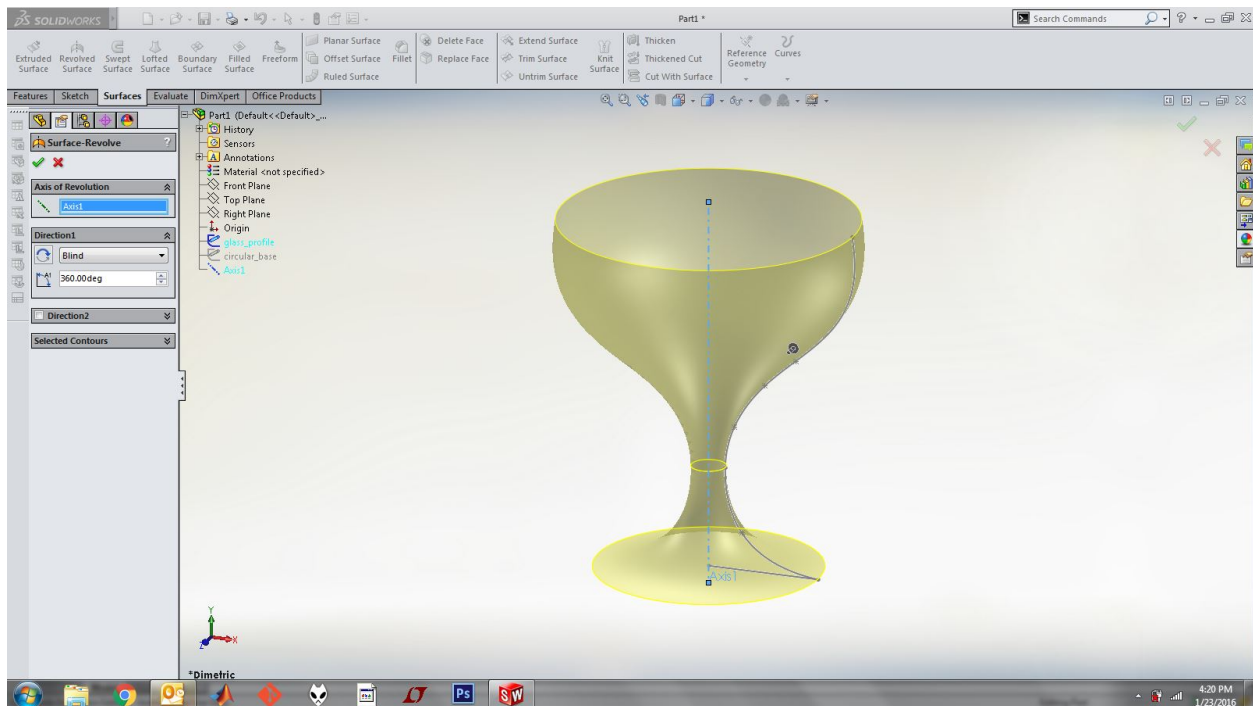 SOLIDWORKS
Part1 *
Search Commands
Extruded Surface
Revolved Surface
Swept Surface
Lofted Surface
Boundary Surface
Filled Surface
Freeform
Planar Surface
Offset Surface
Ruled Surface
Fillet
Delete Face
Replace Face
Extend Surface
Trim Surface
Untrim Surface
Knit Surface
Thicken
Thickened Cut
Cut With Surface
Reference Geometry
Curves
Features
Sketch
Surfaces
Evaluate
DimXpert
Office Products
Surface-Revolve
?
Axis of Revolution
Axis1
Direction1
Blind
360.00deg
Direction2
Selected Contours
Part1 (Default<<Default>_...
History
Sensors
Annotations
Material <not specified>
Front Plane
Top Plane
Right Plane
Origin
glass_profile
circular_base
Axis1
Axis1
Y
X
Z
*Dimetric
Ps
SW
4:20 PM
1/23/2016